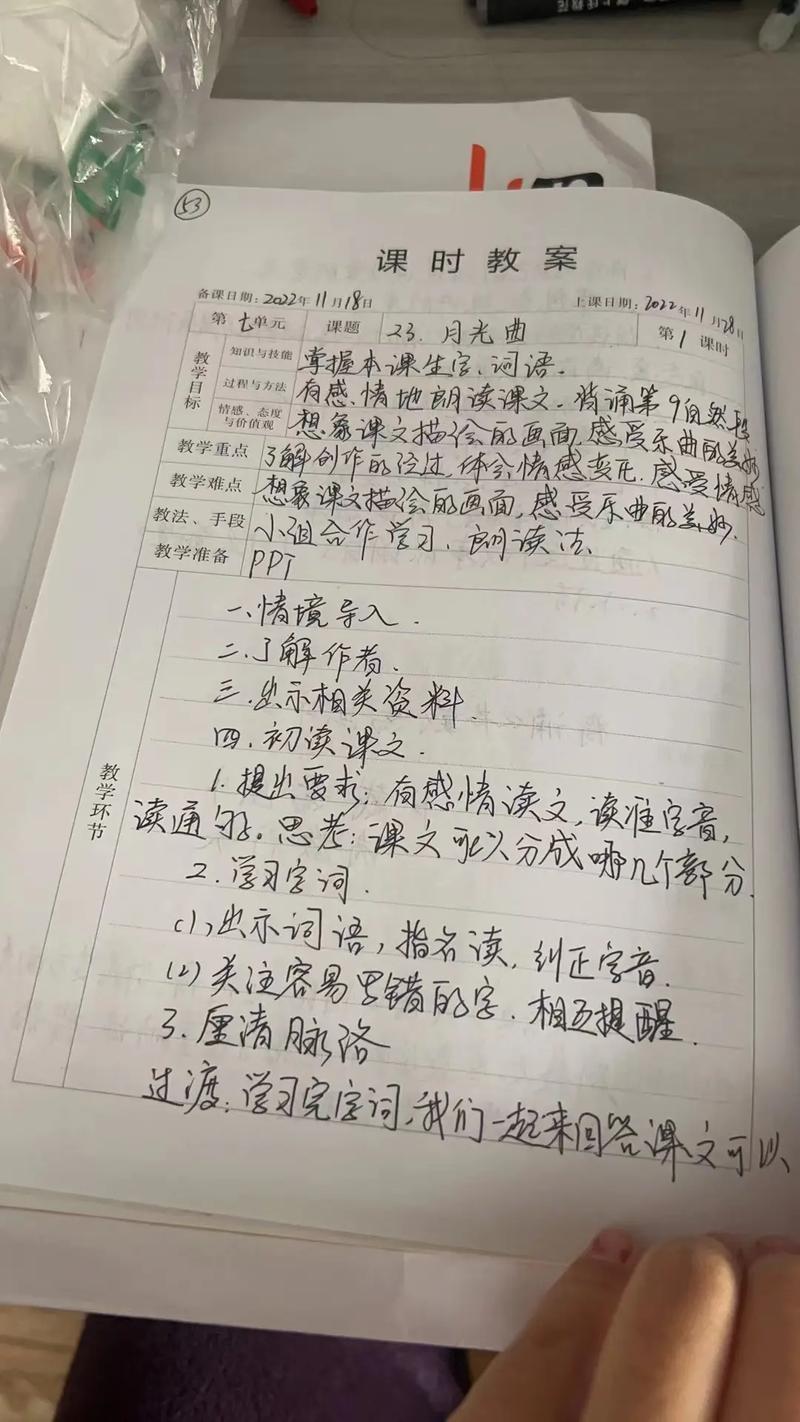 53
课时教案
备课日期：2022年11月18日 上课日期：2022年11月28日
第七单元 课题 23.月光曲 第1课时
教学目标
知识与技能 掌握本课生字、词语。
过程与方法 有感情地朗读课文.背诵第9自然段
情感、态度与价值观 想象课文描绘的画面,感受乐曲的美妙
教学重点 了解创作的经过,体会情感变化.感受情感
教学难点 想象课文描绘的画面,感受乐曲的美妙.
教法、手段 小组合作学习、朗读法、
教学准备 PPT
教学环节
一、情境导入.
二.了解作者.
三.出示相关资料.
四.初读课文.
1.提出要求:有感情读文,读准字音,
读通句子。思考:课文可以分成哪几个部分.
2.学习字词.
(1)、出示词语,指名读,纠正字音.
(2)关注容易写错的字.相互提醒.
3.厘清脉络
过渡:学习完字词,我们一起来回答课文可以